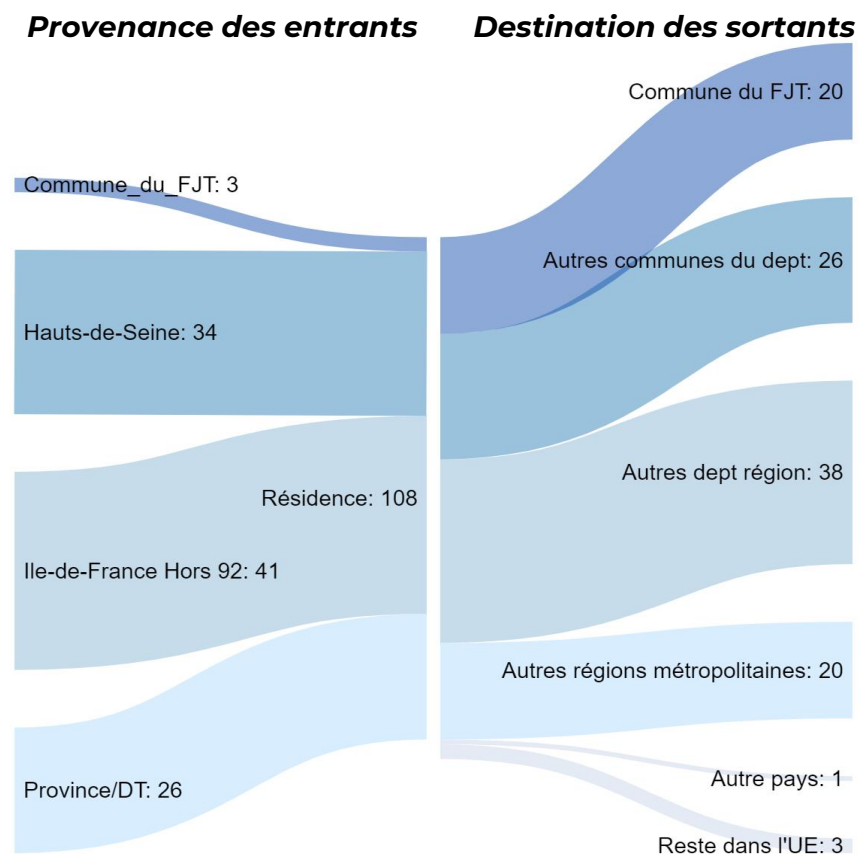 Provenance des entrants
Destination des sortants
Commune_du_FJT: 3
Hauts-de-Seine: 34
Ile-de-France Hors 92: 41
Province/DT: 26
Résidence: 108
Commune du FJT: 20
Autres communes du dept: 26
Autres dept région: 38
Autres régions métropolitaines: 20
Autre pays: 1
Reste dans l'UE: 3